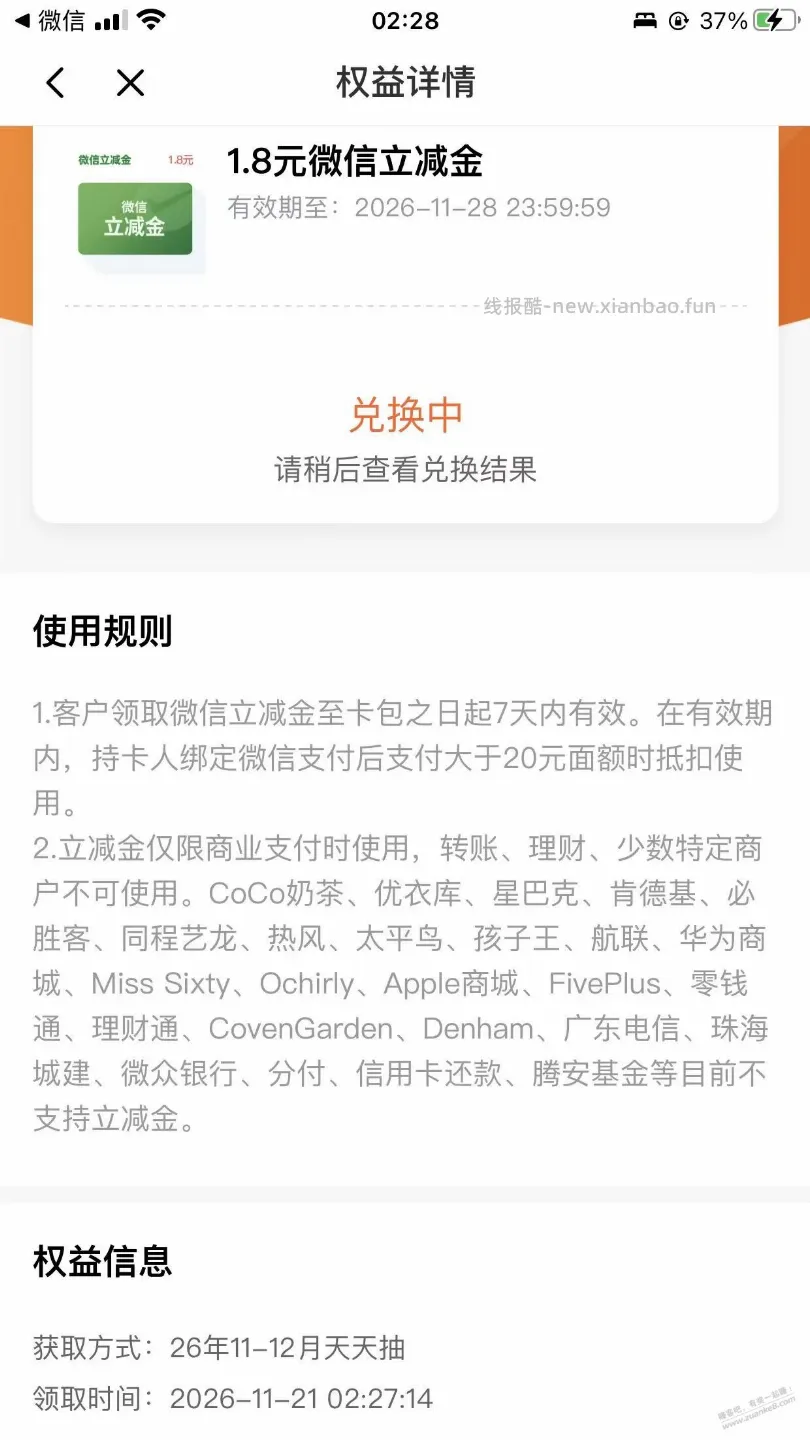 微信
02:28
37%
权益详情
微信立减金 1.8元
微信
立减金
1.8元微信立减金
有效期至：2026-11-28 23:59:59
线报酷-new.xianbao.fun
兑换中
请稍后查看兑换结果
使用规则
1.客户领取微信立减金至卡包之日起7天内有效。在有效期
内，持卡人绑定微信支付后支付大于20元面额时抵扣使
用。
2.立减金仅限商业支付时使用，转账、理财、少数特定商
户不可使用。CoCo奶茶、优衣库、星巴克、肯德基、必
胜客、同程艺龙、热风、太平鸟、孩子王、航联、华为商
城、Miss Sixty、Ochirly、Apple商城、FivePlus、零钱
通、理财通、CovenGarden、Denham、广东电信、珠海
城建、微众银行、分付、信用卡还款、腾安基金等目前不
支持立减金。
权益信息
获取方式：26年11-12月天天抽
领取时间：2026-11-21 02:27:14
赚客吧，有奖一起赚！
www.zuanke8.com